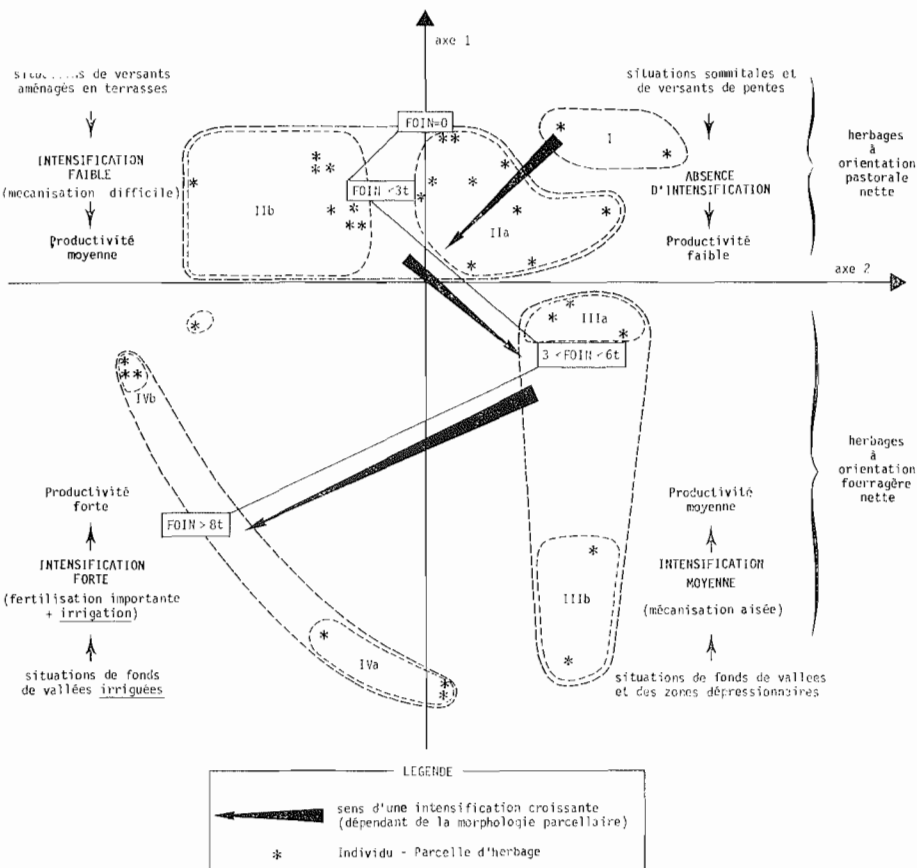 axe 1
de versants
aménagés en terrasses
INTENSIFICATION
FAIBLE
(mécanisation difficile)
Productivité
moyenne
situations sommitales et
de versants de pentes
ABSENCE
D'INTENSIFICATION
Productivité
faible
herbages
à
orientation
pastorale
nette
FOIN=0
FOIN <3t
I
IIb
IIa
axe 2
IIIa
3 <FOIN <6t
IVb
FOIN > 8t
IIIb
IVa
Productivité
forte
INTENSIFICATION
FORTE
(fertilisation importante
+ irrigation)
situations de fonds
de vallées irriguées
Productivité
moyenne
INTENSIFICATION
MOYENNE
(mécanisation aisée)
situations de fonds de vallees
et des zones dépressionnaires
herbages
à
orientation
fourragère
nette
LEGENDE
sens d'une intensification croissante
(dépendant de la morphologie parcellaire)
* Individu - Parcelle d'herbage